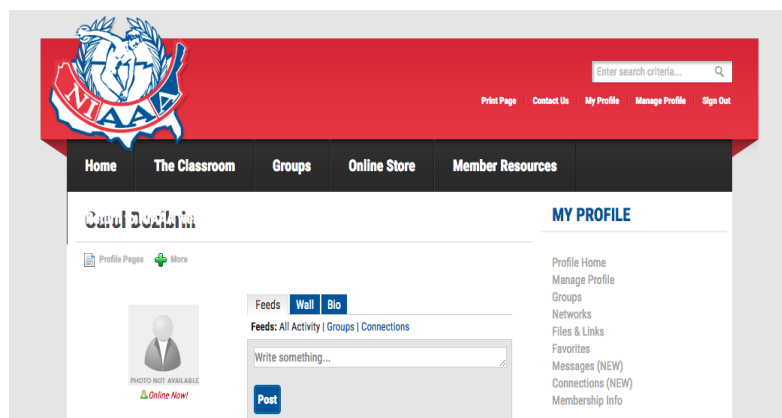 NIAAA
Enter search criteria...
Print Page Contact Us My Profile Manage Profile Sign Out
Home The Classroom Groups Online Store Member Resources
MY PROFILE
Profile Pages More
Profile Home
Manage Profile
Groups
Networks
Files & Links
Favorites
Messages (NEW)
Connections (NEW)
Membership Info
PHOTO NOT AVAILABLE
Online Now!
Feeds Wall Bio
Feeds: All Activity | Groups | Connections
Write something...
Post